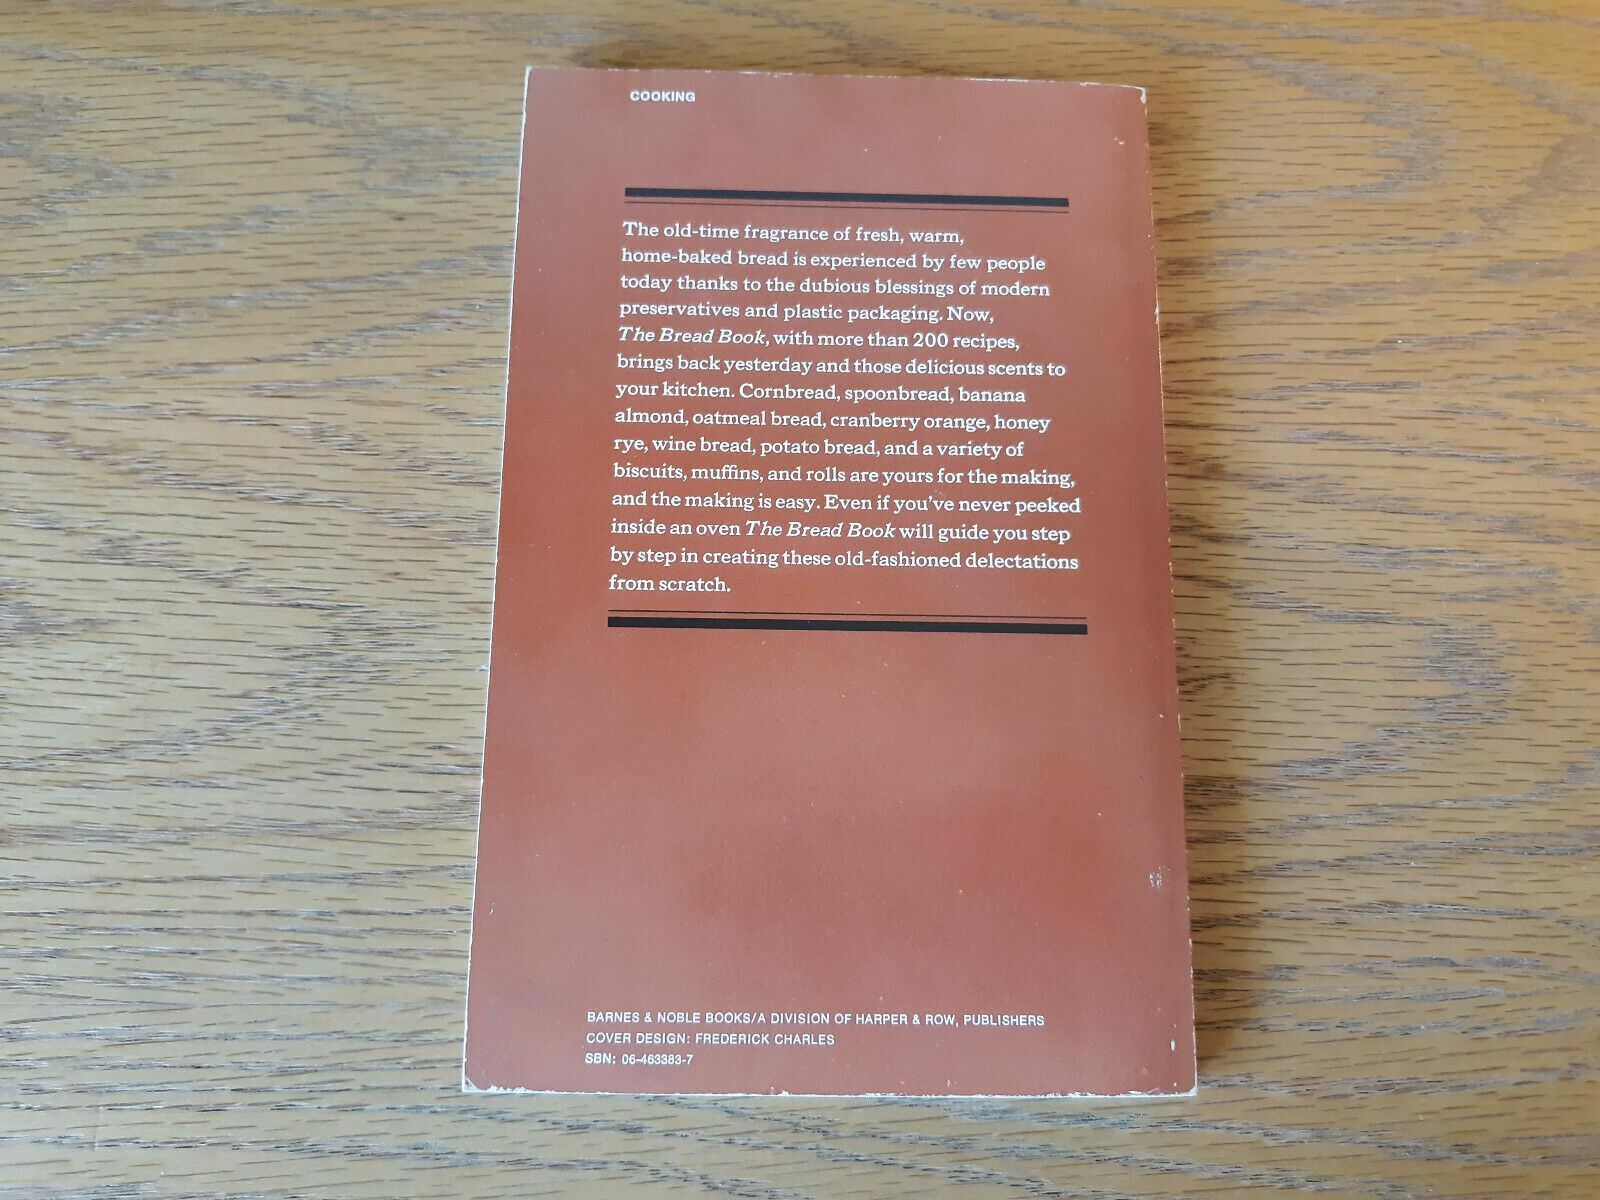 COOKING
The old-time fragrance of fresh, warm,
home-baked bread is experienced by few people
today thanks to the dubious blessings of modern
preservatives and plastic packaging. Now,
The Bread Book, with more than 200 recipes,
brings back yesterday and those delicious scents to
your kitchen. Cornbread, spoonbread, banana
almond, oatmeal bread, cranberry orange, honey
rye, wine bread, potato bread, and a variety of
biscuits, muffins, and rolls are yours for the making,
and the making is easy. Even if you've never peeked
inside an oven The Bread Book will guide you step
by step in creating these old-fashioned delectations
from scratch.
BARNES & NOBLE BOOKS/A DIVISION OF HARPER & ROW, PUBLISHERS
COVER DESIGN: FREDERICK CHARLES
SBN: 06-463383-7